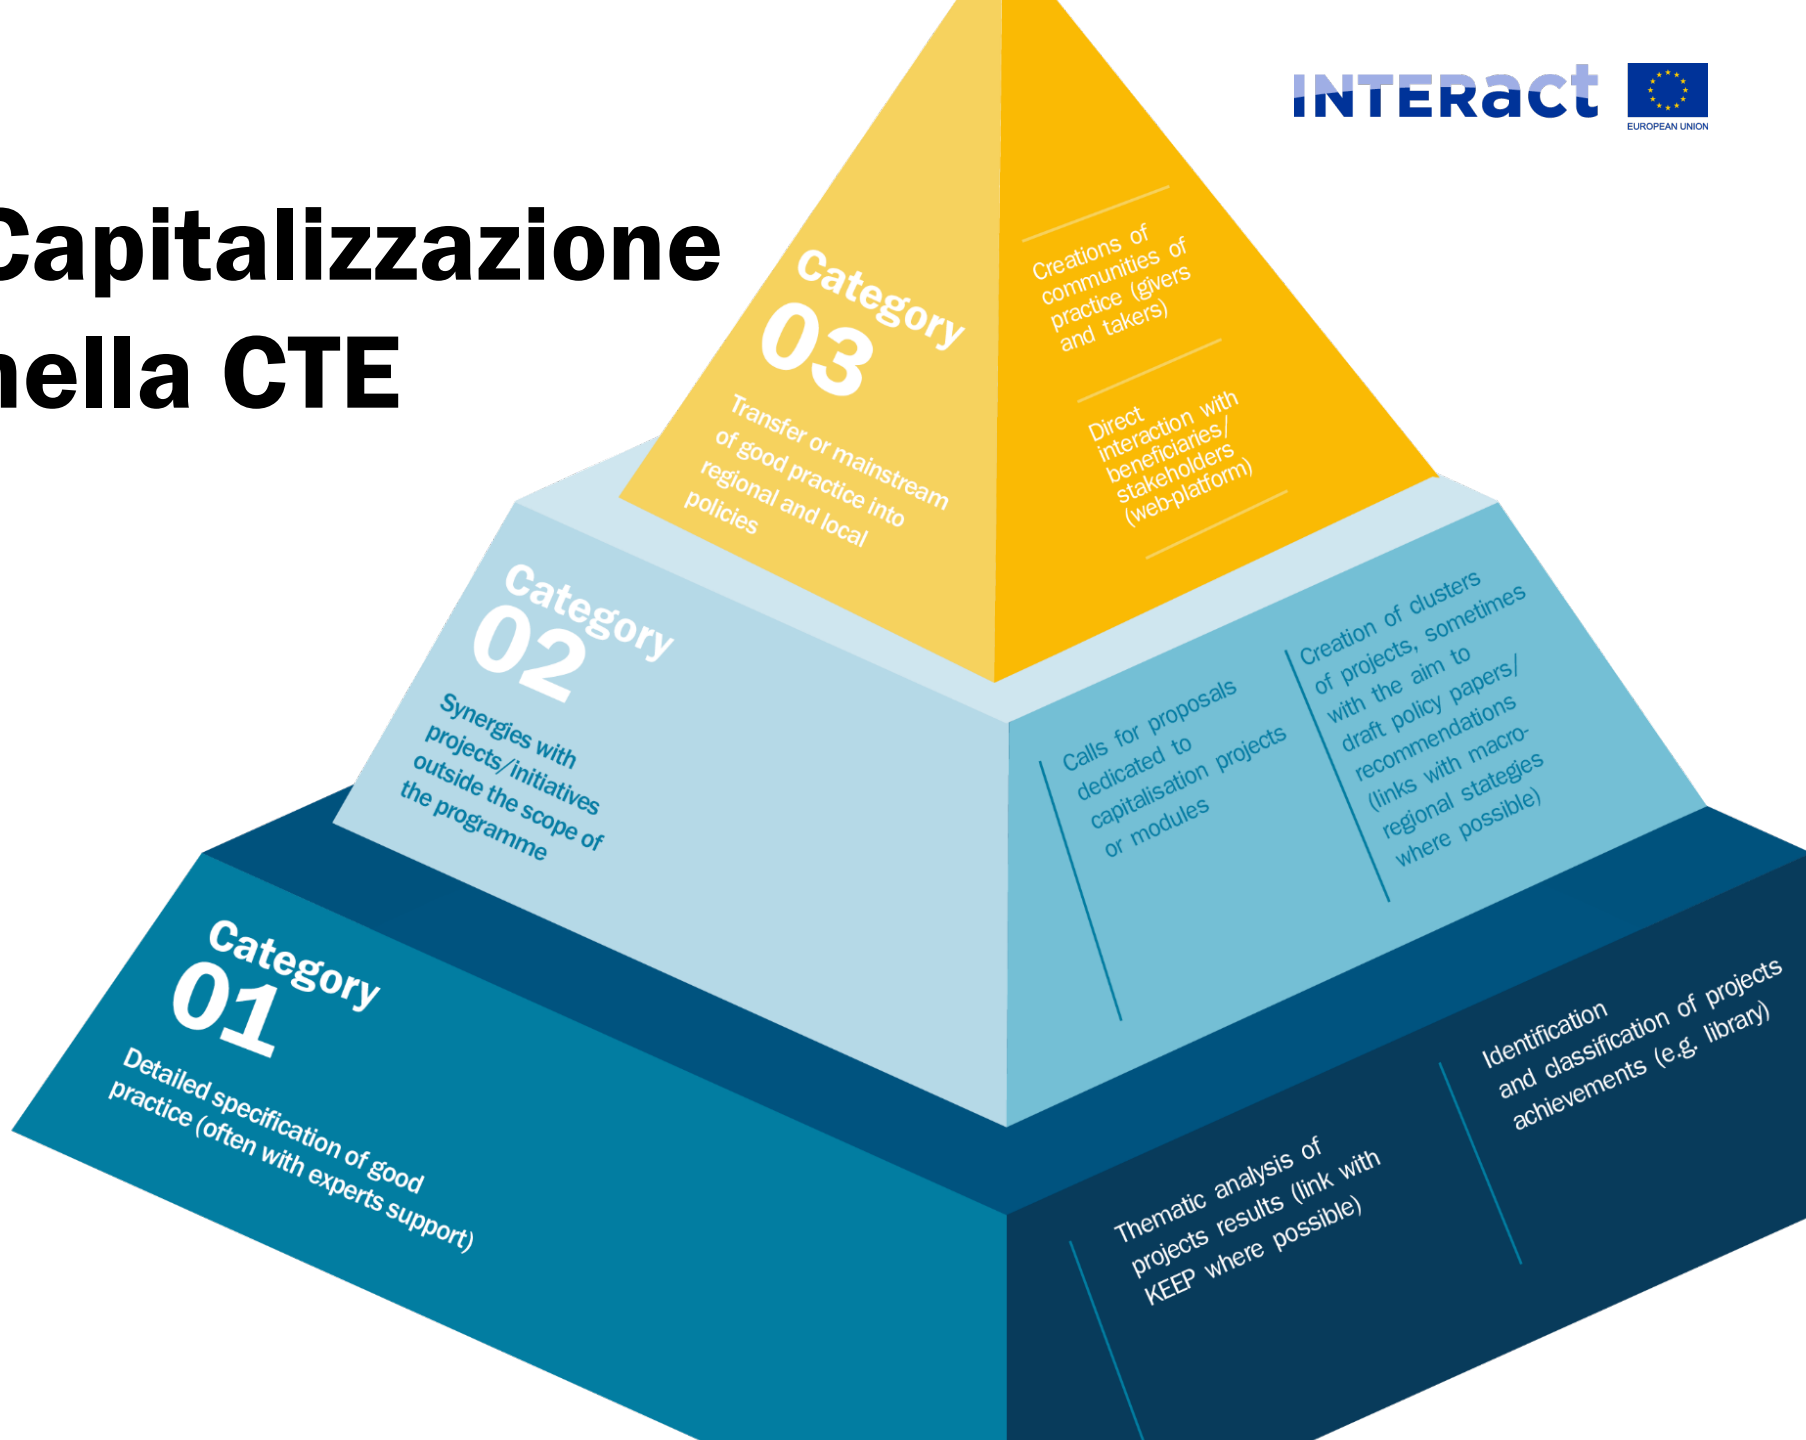 INTERact
EUROPEAN UNION
Capitalizzazione
nella CTE
Category
03
Transfer or mainstream
of good practice into
regional and local
policies
Creations of
communities of
practice (givers
and takers)
Direct
interaction with
beneficiaries/
stakeholders
(web-platform)
Category
02
Synergies with
projects/initiatives
outside the scope of
the programme
Calls for proposals
dedicated to
capitalisation projects
or modules
Creation of clusters
of projects, sometimes
with the aim to
draft policy papers/
recommendations
(links with macro-
regional stategies
where possible)
Category
01
Detailed specification of good
practice (often with experts support)
Thematic analysis of
projects results (link with
KEEP where possible)
Identification
and classification of projects
achievements (e.g. library)